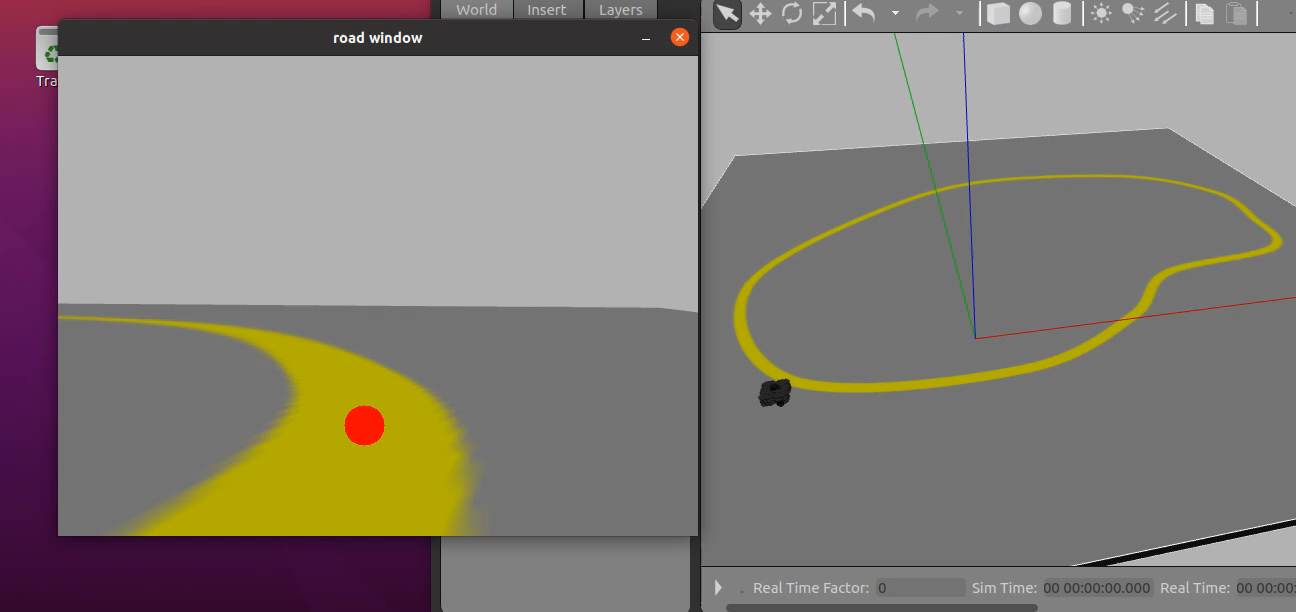 World Insert Layers
road window
Tra
Real Time Factor: 0 Sim Time: 00 00:00:00.000 Real Time: 00 00:00: